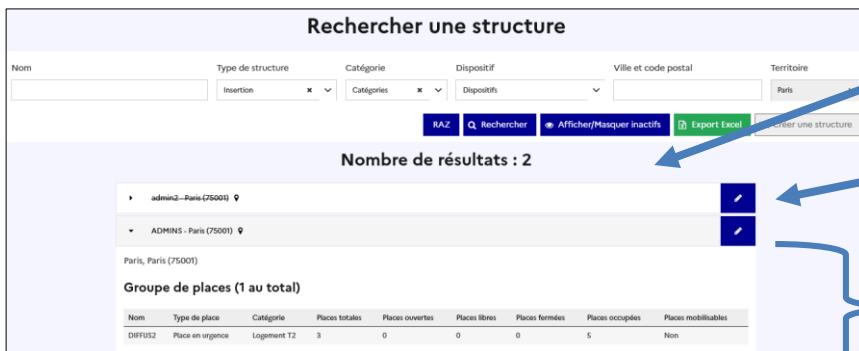 Rechercher une structure
Nom Type de structure Catégorie Dispositif Ville et code postal Territoire
Insertion × Catégories × Dispositifs Paris
RAZ Rechercher Afficher/Masquer inactifs Export Excel Créer une structure
Nombre de résultats : 2
admin2 - Paris (75001)
ADMINS - Paris (75001)
Paris, Paris (75001)
Groupe de places (1 au total)
Nom Type de place Catégorie Places totales Places ouvertes Places libres Places fermées Places occupées Places mobilisables
DIFFUS2 Place en urgence Logement T2 3 0 0 0 5 Non